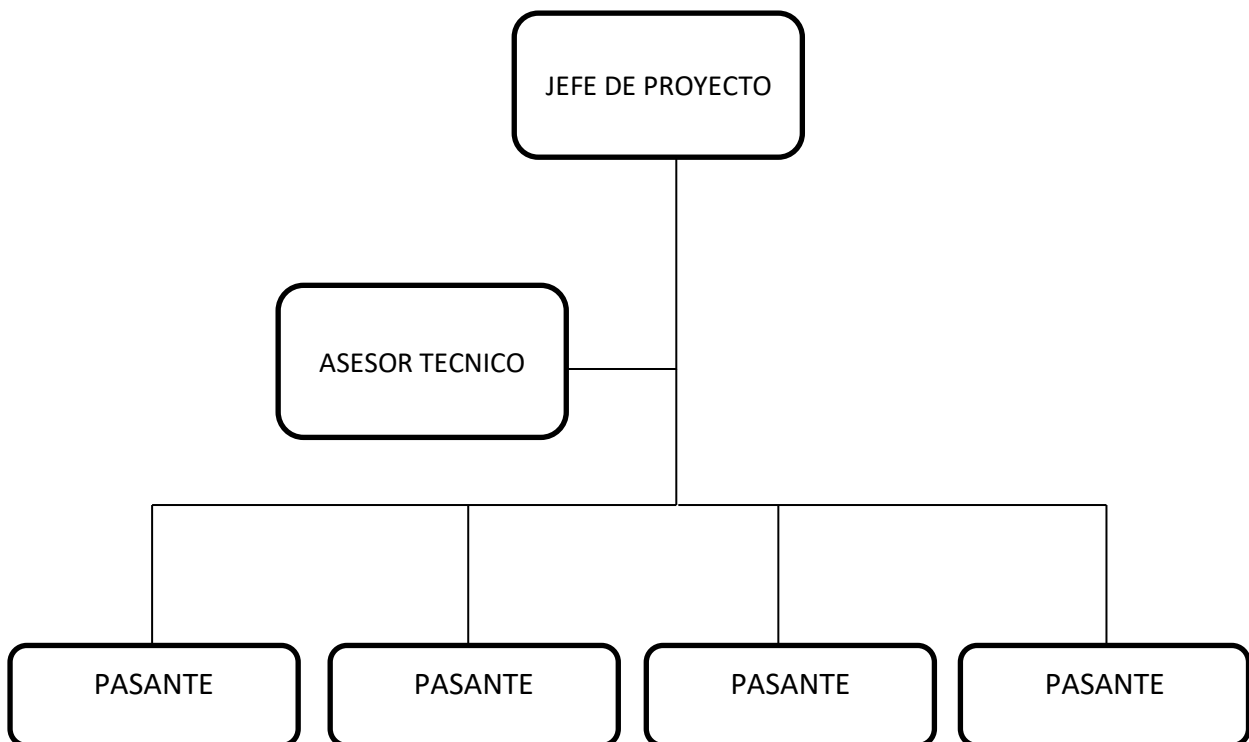 JEFE DE PROYECTO
ASESOR TECNICO
PASANTE
PASANTE
PASANTE
PASANTE